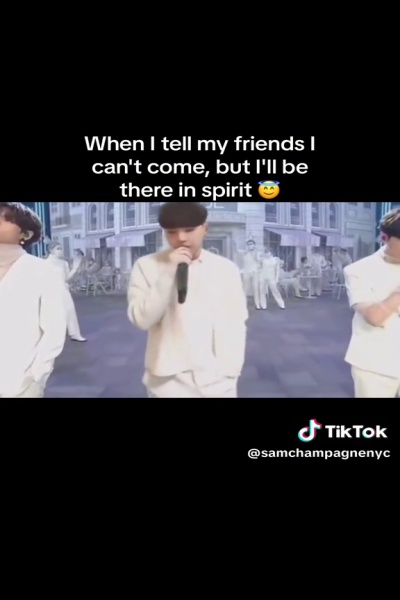 When I tell my friends I
can't come, but I'll be
there in spirit 😇
TikTok
@samchampagnenyc